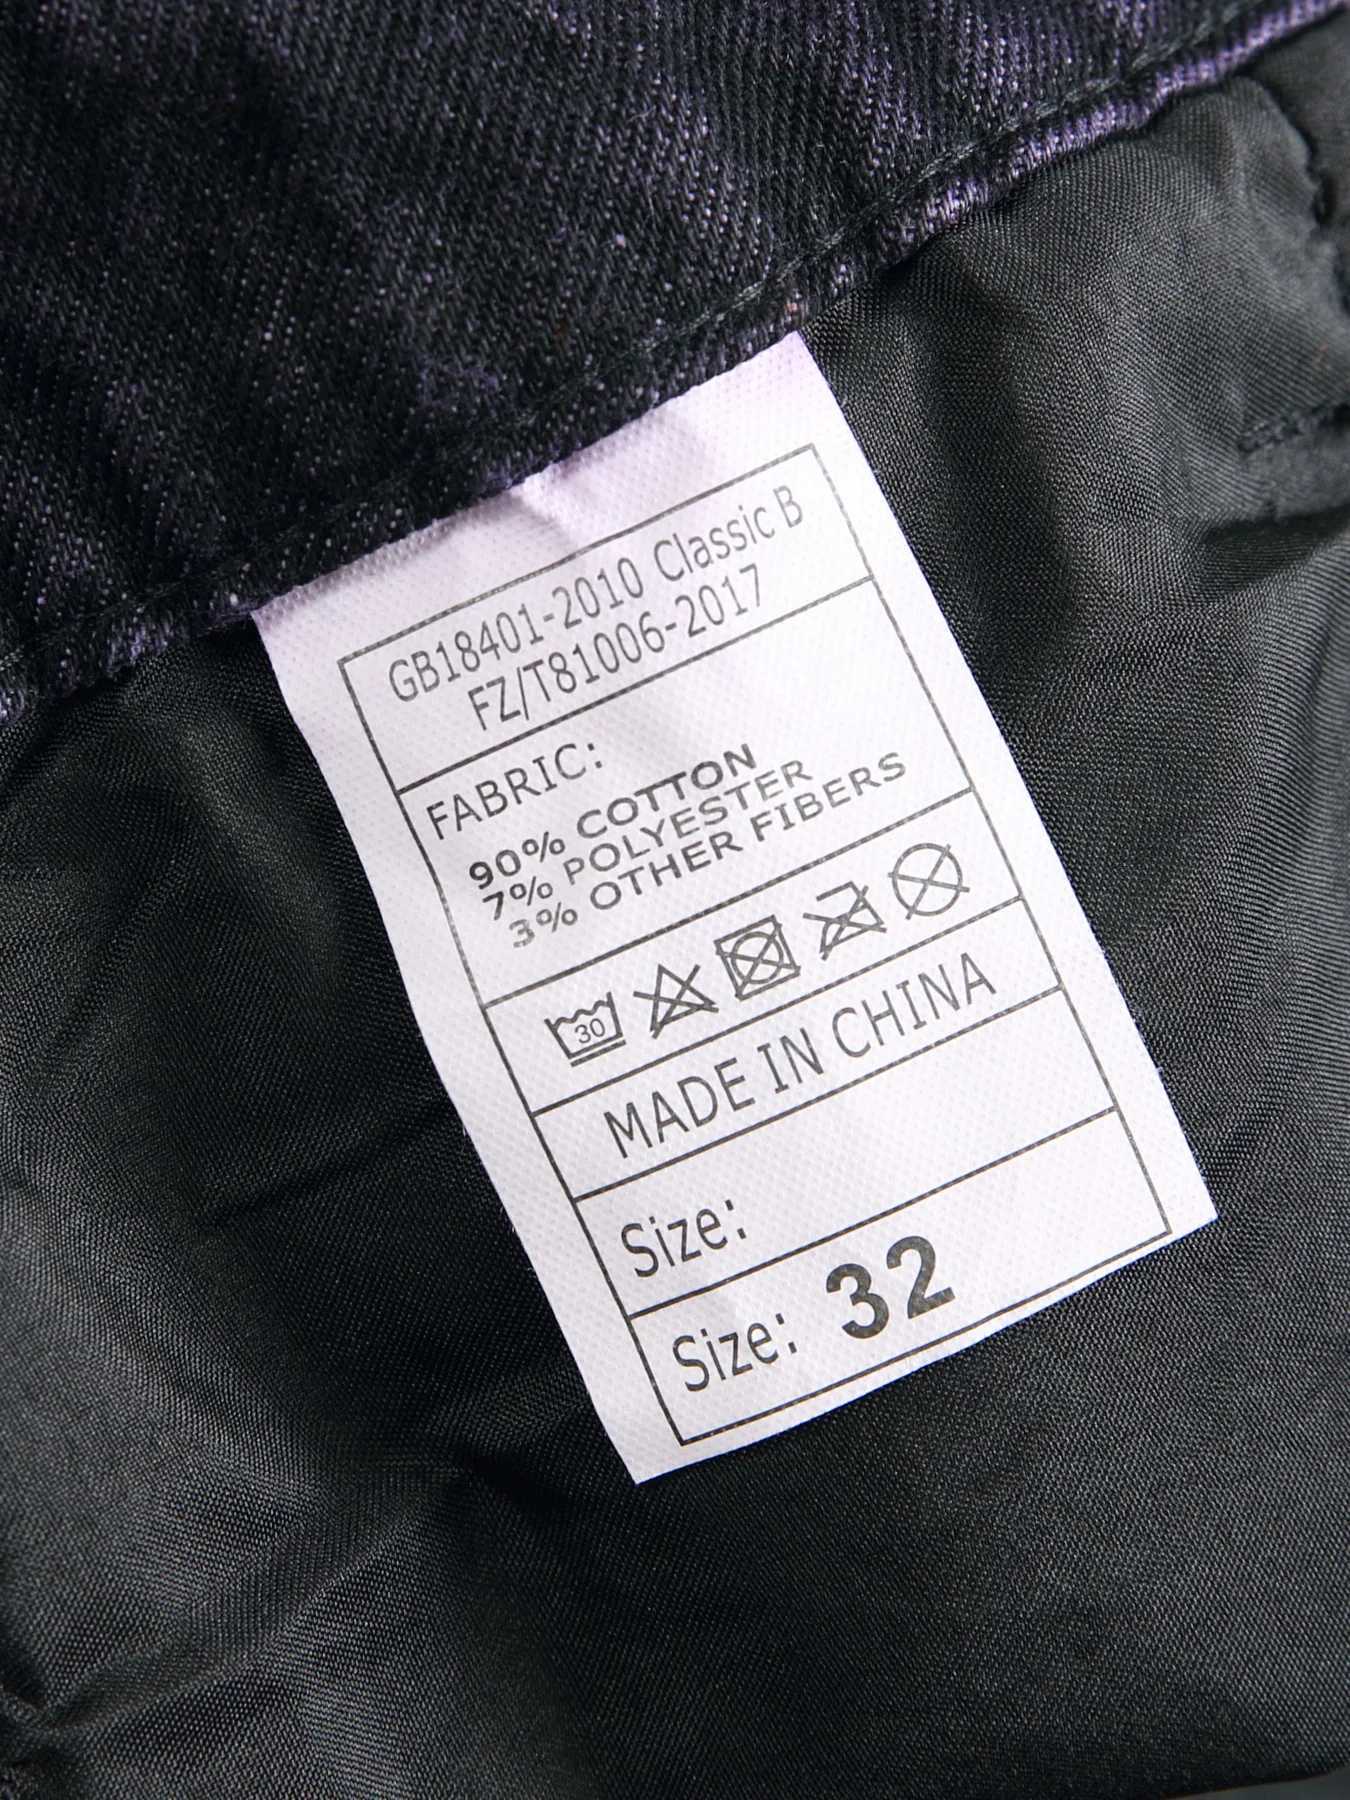 GB18401-2010 Classic B
FZ/T81006-2017
FABRIC:
90% COTTON
7% POLYESTER
3% OTHER FIBERS
30
MADE IN CHINA
Size:
Size: 32